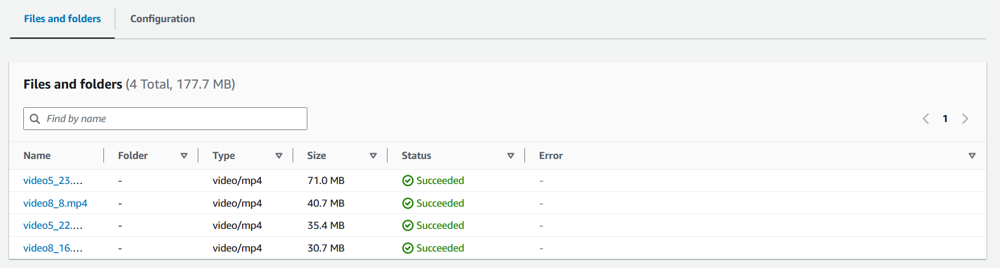 Files and folders Configuration
Files and folders (4 Total, 177.7 MB)
Find by name
1
Name Folder Type Size Status Error
video5_23.... - video/mp4 71.0 MB Succeeded -
video8_8.mp4 - video/mp4 40.7 MB Succeeded -
video5_22.... - video/mp4 35.4 MB Succeeded -
video8_16.... - video/mp4 30.7 MB Succeeded -